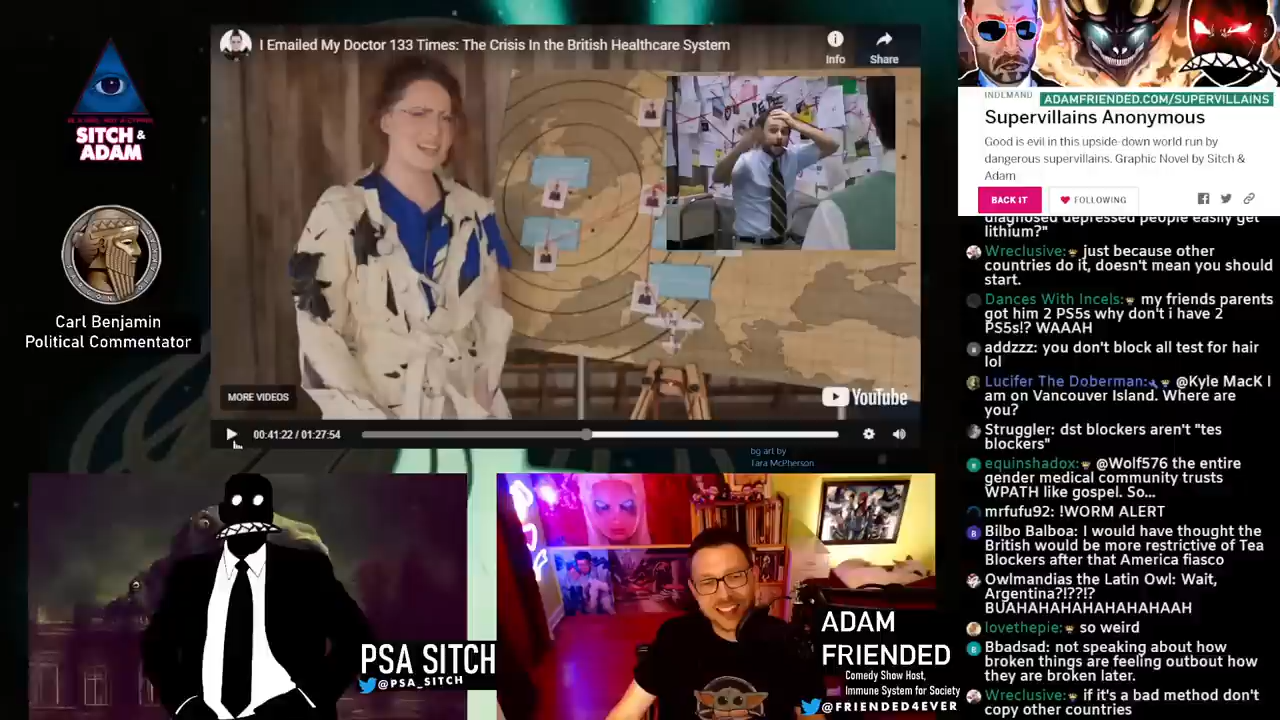 I Emailed My Doctor 133 Times: The Crisis In the British Healthcare System
Info
Share
MORE VIDEOS
YouTube
00:41:22 / 01:27:54
bg art by
Tara McPherson
SITCH &
ADAM
Carl Benjamin
Political Commentator
PSA SITCH
@PSA_SITCH
ADAM
FRIENDED
Comedy Show Host,
Immune System for Society
@FRIENDED4EVER
INDEMAND
ADAMFRIENDED.COM/SUPERVILLAINS
Supervillains Anonymous
Good is evil in this upside-down world run by
dangerous supervillains. Graphic Novel by Sitch &
Adam
BACK IT
FOLLOWING
diagnosed depressed people easily get
lithium?"
Wreclusive: just because other
countries do it, doesn't mean you should
start.
Dances With Incels: my friends parents
got him 2 PS5s why don't i have 2
PS5s!? WAAAH
addzzz: you don't block all test for hair
lol
Lucifer The Doberman: @Kyle MacK I
am on Vancouver Island. Where are
you?
Struggler: dst blockers aren't "tes
blockers"
equinshadox: @Wolf576 the entire
gender medical community trusts
WPATH like gospel. So...
mrfufu92: !WORM ALERT
Bilbo Balboa: I would have thought the
British would be more restrictive of Tea
Blockers after that America fiasco
Owlmandias the Latin Owl: Wait,
Argentina?!??!?
BUAHAHAHAHAHAHAAH
lovethepie: so weird
Bbadsad: not speaking about how
broken things are feeling outbout how
they are broken later.
Wreclusive: if it's a bad method don't
copy other countries